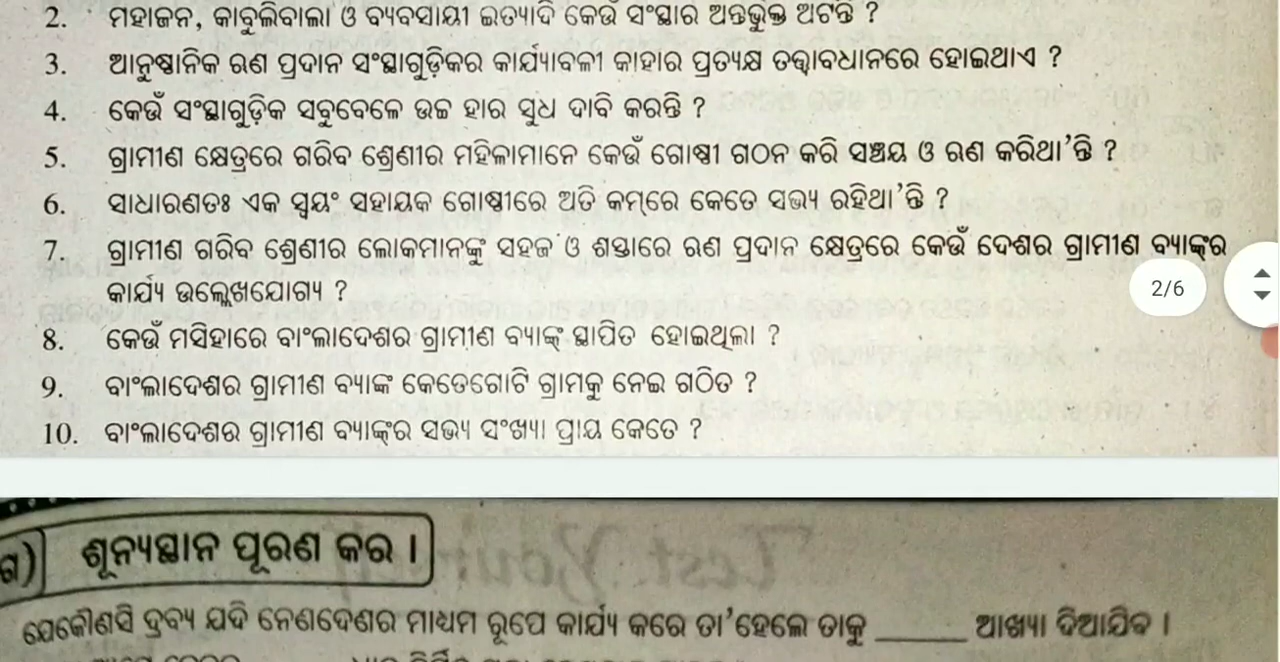 2. ମହାଜନ, କାବୁଲିବାଲା ଓ ବ୍ୟବସାୟୀ ଇତ୍ୟାଦି କେଉଁ ସଂସ୍ଥାର ଅନ୍ତର୍ଭୁକ୍ତ ଅଟନ୍ତି ?
3. ଆନୁଷ୍ଠାନିକ ଋଣ ପ୍ରଦାନ ସଂସ୍ଥାଗୁଡ଼ିକର କାର୍ଯ୍ୟାବଳୀ କାହାର ପ୍ରତ୍ୟକ୍ଷ ତତ୍ତ୍ୱାବଧାନରେ ହୋଇଥାଏ ?
4. କେଉଁ ସଂସ୍ଥାଗୁଡ଼ିକ ସବୁବେଳେ ଉଚ୍ଚ ହାର ସୁଧ ଦାବି କରନ୍ତି ?
5. ଗ୍ରାମୀଣ କ୍ଷେତ୍ରରେ ଗରିବ ଶ୍ରେଣୀର ମହିଳାମାନେ କେଉଁ ଗୋଷ୍ଠୀ ଗଠନ କରି ସଞ୍ଚୟ ଓ ଋଣ କରିଥା’ନ୍ତି ?
6. ସାଧାରଣତଃ ଏକ ସ୍ୱୟଂ ସହାୟକ ଗୋଷ୍ଠୀରେ ଅତି କମ୍‌ରେ କେତେ ସଭ୍ୟ ରହିଥା’ନ୍ତି ?
7. ଗ୍ରାମୀଣ ଗରିବ ଶ୍ରେଣୀର ଲୋକମାନଙ୍କୁ ସହଜ ଓ ଶସ୍ତାରେ ଋଣ ପ୍ରଦାନ କ୍ଷେତ୍ରରେ କେଉଁ ଦେଶର ଗ୍ରାମୀଣ ବ୍ୟାଙ୍କ୍‌ର
କାର୍ଯ୍ୟ ଉଲ୍ଲେଖଯୋଗ୍ୟ ?
2/6
8. କେଉଁ ମସିହାରେ ବାଂଲାଦେଶର ଗ୍ରାମୀଣ ବ୍ୟାଙ୍କ୍ ସ୍ଥାପିତ ହୋଇଥିଲା ?
9. ବାଂଲାଦେଶର ଗ୍ରାମୀଣ ବ୍ୟାଙ୍କ କେତେଗୋଟି ଗ୍ରାମକୁ ନେଇ ଗଠିତ ?
10. ବାଂଲାଦେଶର ଗ୍ରାମୀଣ ବ୍ୟାଙ୍କ୍‌ର ସଭ୍ୟ ସଂଖ୍ୟା ପ୍ରାୟ କେତେ ?
ଗ) ଶୂନ୍ୟସ୍ଥାନ ପୂରଣ କର ।
ଯେକୌଣସି ଦ୍ରବ୍ୟ ଯଦି ନେଣଦେଣର ମାଧ୍ୟମ ରୂପେ କାର୍ଯ୍ୟ କରେ ତା’ହେଲେ ତାକୁ ______ ଆଖ୍ୟା ଦିଆଯିବ ।